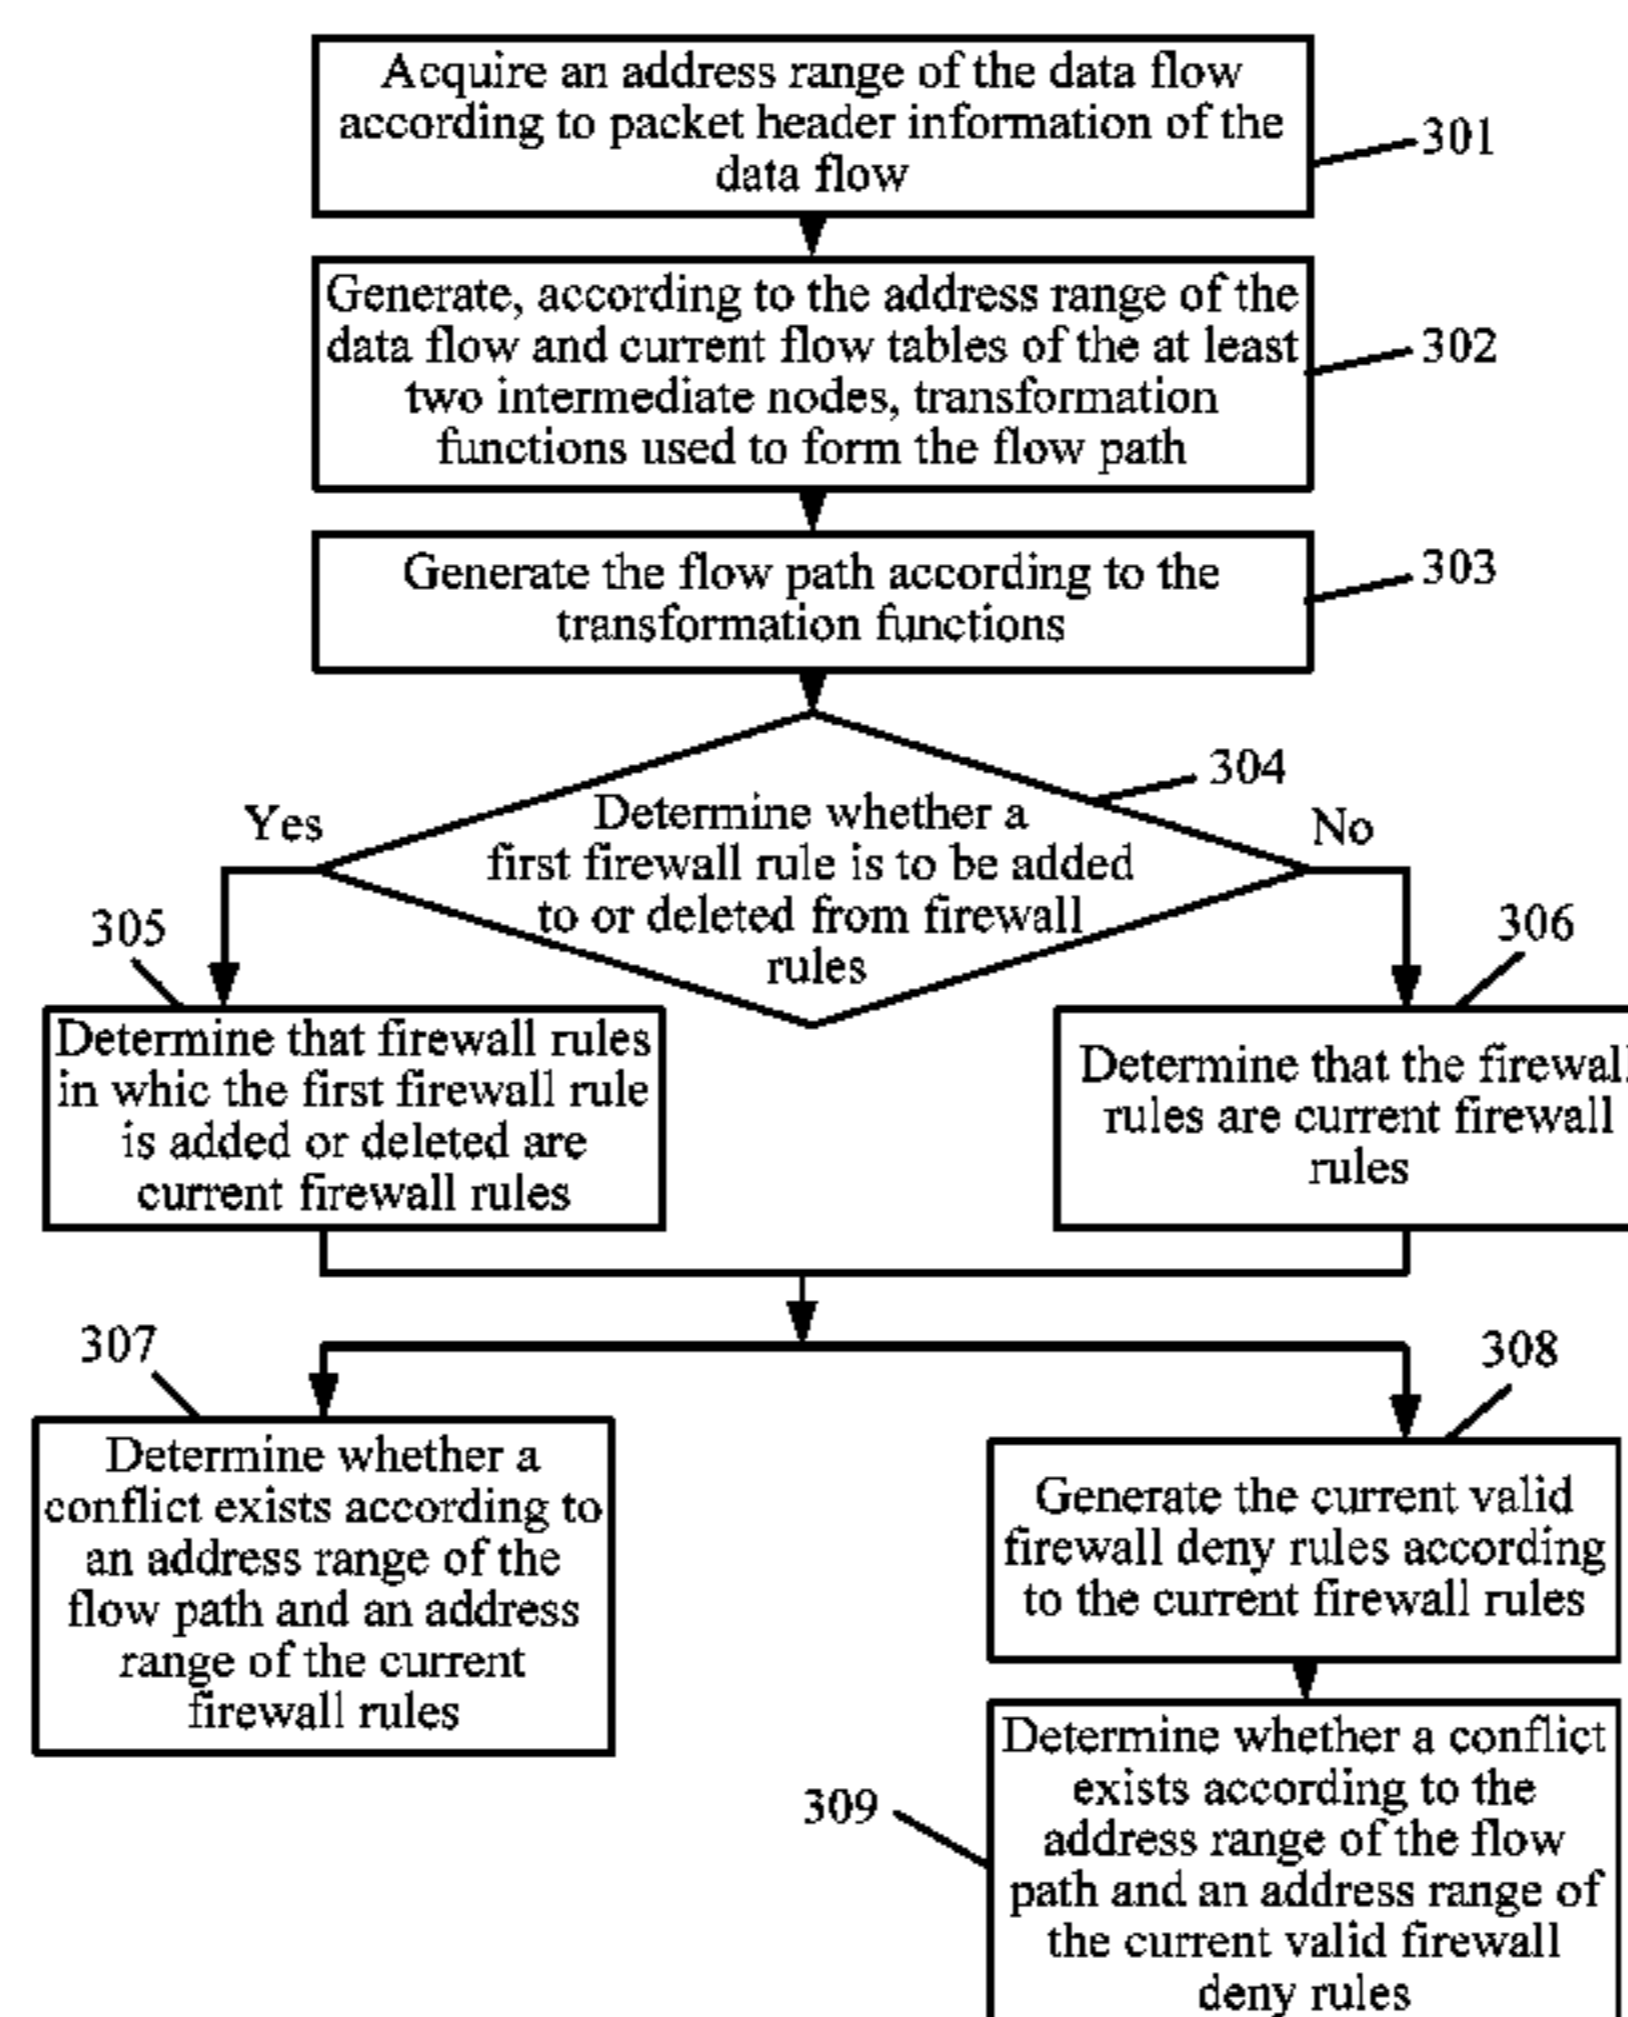 Acquire an address range of the data flow
according to packet header information of the
data flow
301
Generate, according to the address range of the
data flow and current flow tables of the at least
two intermediate nodes, transformation
functions used to form the flow path
302
Generate the flow path according to the
transformation functions
303
304
Yes
No
Determine whether a
first firewall rule is to be added
to or deleted from firewall
rules
305
306
Determine that firewall rules
in whic the first firewall rule
is added or deleted are
current firewall rules
Determine that the firewall
rules are current firewall
rules
307
308
Determine whether a
conflict exists according to
an address range of the
flow path and an address
range of the current
firewall rules
Generate the current valid
firewall deny rules according
to the current firewall rules
309
Determine whether a conflict
exists according to the
address range of the flow
path and an address range of
the current valid firewall
deny rules